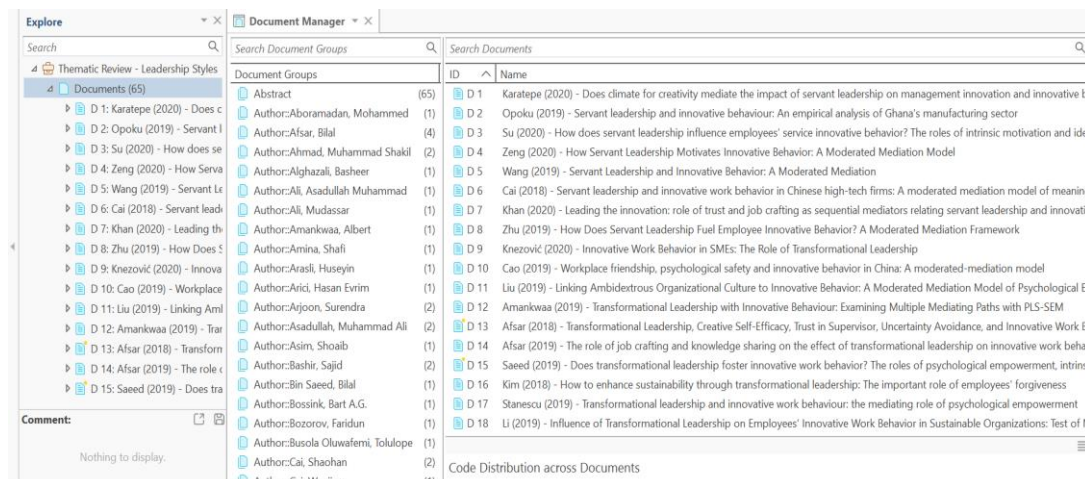 Explore
Search
Thematic Review - Leadership Styles
Documents (65)
D 1: Karatepe (2020) - Does c
D 2: Opoku (2019) - Servant l
D 3: Su (2020) - How does se
D 4: Zeng (2020) - How Serva
D 5: Wang (2019) - Servant Le
D 6: Cai (2018) - Servant leade
D 7: Khan (2020) - Leading th
D 8: Zhu (2019) - How Does S
D 9: Knezović (2020) - Innova
D 10: Cao (2019) - Workplace
D 11: Liu (2019) - Linking Amb
D 12: Amankwaa (2019) - Tran
D 13: Afsar (2018) - Transform
D 14: Afsar (2019) - The role o
D 15: Saeed (2019) - Does tra
Comment:
Nothing to display.
Document Manager
Search Document Groups
Document Groups
Abstract (65)
Author::Aboramadan, Mohammed (1)
Author::Afsar, Bilal (4)
Author::Ahmad, Muhammad Shakil (2)
Author::Alghazali, Basheer (1)
Author::Ali, Asadullah Muhammad (1)
Author::Ali, Mudassar (1)
Author::Amankwaa, Albert (1)
Author::Amina, Shafi (1)
Author::Arasli, Huseyin (1)
Author::Arici, Hasan Evrim (1)
Author::Arjoon, Surendra (2)
Author::Asadullah, Muhammad Ali (2)
Author::Asim, Shoaib (1)
Author::Bashir, Sajid (2)
Author::Bin Saeed, Bilal (1)
Author::Bossink, Bart A.G. (1)
Author::Bozorov, Faridun (1)
Author::Busola Oluwafemi, Tolulope (1)
Author::Cai, Shaohan (2)
Search Documents
ID Name
D 1 Karatepe (2020) - Does climate for creativity mediate the impact of servant leadership on management innovation and innovative b
D 2 Opoku (2019) - Servant leadership and innovative behaviour: An empirical analysis of Ghana's manufacturing sector
D 3 Su (2020) - How does servant leadership influence employees' service innovative behavior? The roles of intrinsic motivation and ide
D 4 Zeng (2020) - How Servant Leadership Motivates Innovative Behavior: A Moderated Mediation Model
D 5 Wang (2019) - Servant Leadership and Innovative Behavior: A Moderated Mediation
D 6 Cai (2018) - Servant leadership and innovative work behavior in Chinese high-tech firms: A moderated mediation model of meanin
D 7 Khan (2020) - Leading the innovation: role of trust and job crafting as sequential mediators relating servant leadership and innovati
D 8 Zhu (2019) - How Does Servant Leadership Fuel Employee Innovative Behavior? A Moderated Mediation Framework
D 9 Knezović (2020) - Innovative Work Behavior in SMEs: The Role of Transformational Leadership
D 10 Cao (2019) - Workplace friendship, psychological safety and innovative behavior in China: A moderated-mediation model
D 11 Liu (2019) - Linking Ambidextrous Organizational Culture to Innovative Behavior: A Moderated Mediation Model of Psychological E
D 12 Amankwaa (2019) - Transformational Leadership with Innovative Behaviour: Examining Multiple Mediating Paths with PLS-SEM
D 13 Afsar (2018) - Transformational Leadership, Creative Self-Efficacy, Trust in Supervisor, Uncertainty Avoidance, and Innovative Work B
D 14 Afsar (2019) - The role of job crafting and knowledge sharing on the effect of transformational leadership on innovative work beha
D 15 Saeed (2019) - Does transformational leadership foster innovative work behavior? The roles of psychological empowerment, intrins
D 16 Kim (2018) - How to enhance sustainability through transformational leadership: The important role of employees' forgiveness
D 17 Stanescu (2019) - Transformational leadership and innovative work behaviour: the mediating role of psychological empowerment
D 18 Li (2019) - Influence of Transformational Leadership on Employees' Innovative Work Behavior in Sustainable Organizations: Test of
Code Distribution across Documents